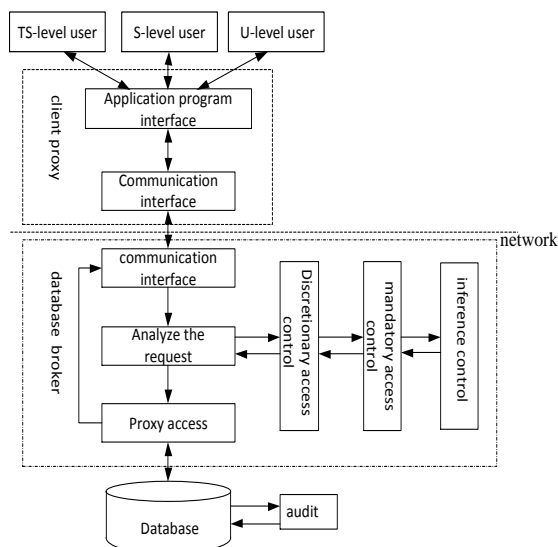 TS-level user
S-level user
U-level user
client proxy
Application program
interface
Communication
interface
network
database
broker
communication
interface
Analyze the
request
Proxy access
Discretionary access
control
mandatory access
control
inference control
Database
audit